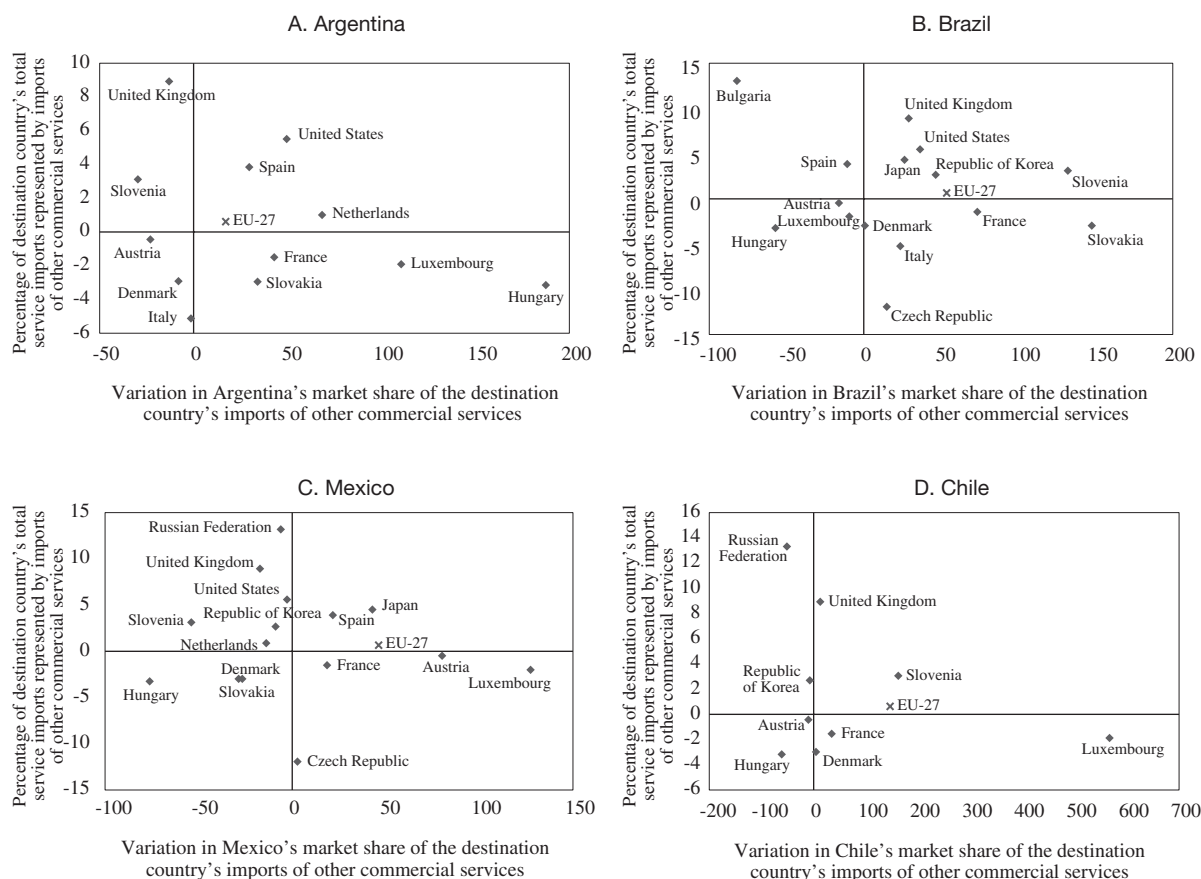 A. Argentina
Percentage of destination country's total
service imports represented by imports
of other commercial services
10
8
6
4
2
0
-2
-4
-6
United Kingdom
United States
Spain
Slovenia
Netherlands
EU-27
Austria
France
Luxembourg
Denmark
Slovakia
Hungary
Italy
-50
0
50
100
150
200
Variation in Argentina's market share of the destination
country's imports of other commercial services
B. Brazil
Percentage of destination country's total
service imports represented by imports
of other commercial services
15
10
5
0
-5
-10
-15
Bulgaria
United Kingdom
United States
Spain
Japan
Republic of Korea
Slovenia
EU-27
Austria
Luxembourg
Denmark
France
Hungary
Italy
Slovakia
Czech Republic
-100
-50
0
50
100
150
200
Variation in Brazil's market share of the destination
country's imports of other commercial services
C. Mexico
Percentage of destination country's total
service imports represented by imports
of other commercial services
15
10
5
0
-5
-10
-15
Russian Federation
United Kingdom
United States
Japan
Slovenia
Republic of Korea
Spain
Netherlands
EU-27
Denmark
France
Austria
Hungary
Slovakia
Luxembourg
Czech Republic
-100
-50
0
50
100
150
Variation in Mexico's market share of the destination
country's imports of other commercial services
D. Chile
Percentage of destination country's total
service imports represented by imports
of other commercial services
16
14
12
10
8
6
4
2
0
-2
-4
-6
Russian
Federation
United Kingdom
Republic
of Korea
Slovenia
EU-27
Austria
France
Luxembourg
Hungary
Denmark
-200
-100
0
100
200
300
400
500
600
700
Variation in Chile's market share of the destination
country's imports of other commercial services